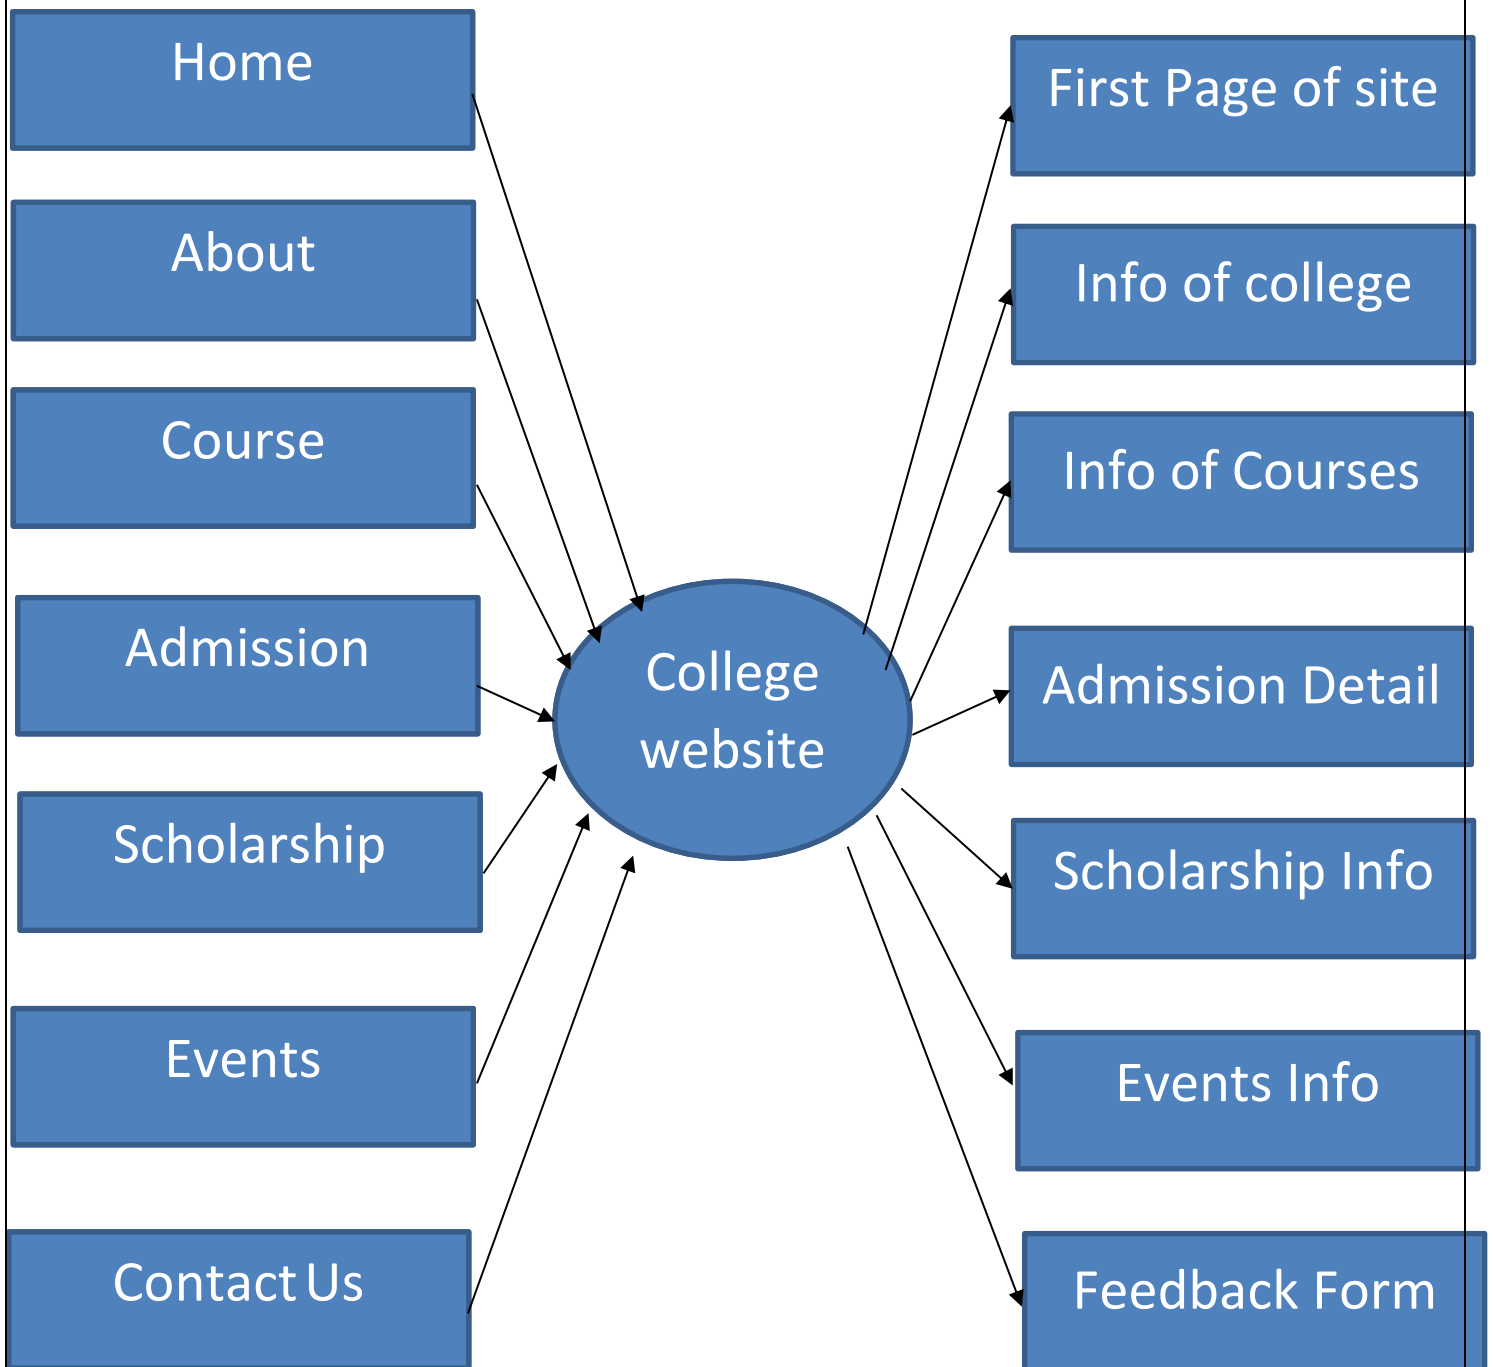 Home
About
Course
Admission
Scholarship
Events
Contact Us
College
website
First Page of site
Info of college
Info of Courses
Admission Detail
Scholarship Info
Events Info
Feedback Form